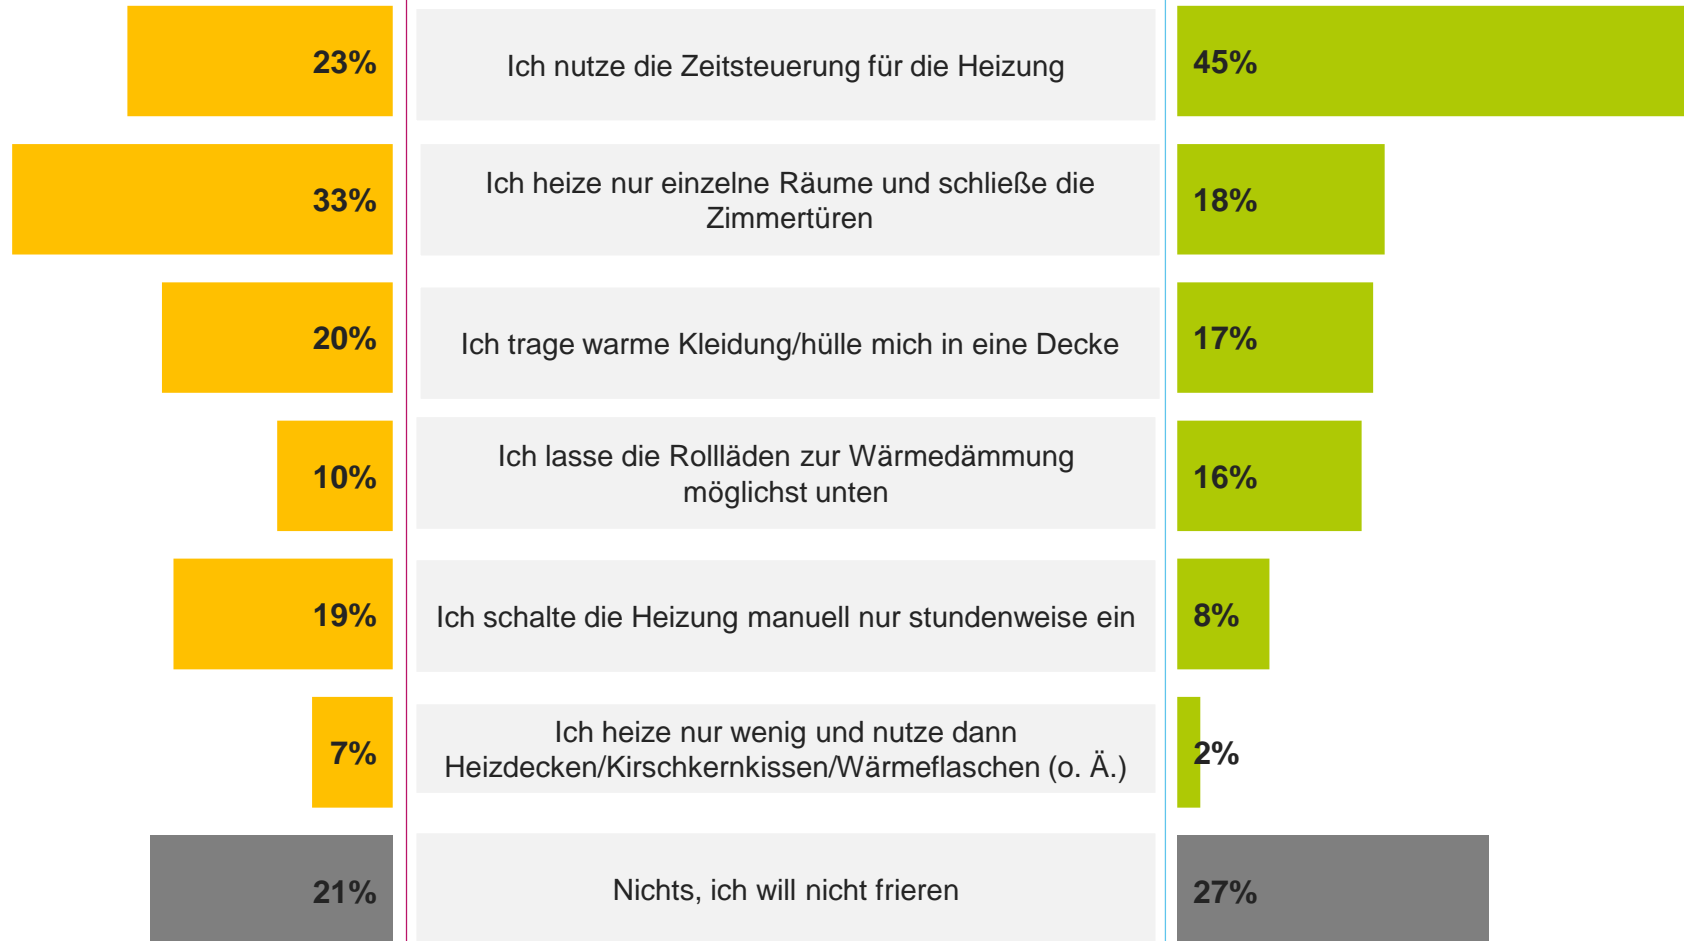 23%
Ich nutze die Zeitsteuerung für die Heizung
45%
33%
Ich heize nur einzelne Räume und schließe die
Zimmertüren
18%
20%
Ich trage warme Kleidung/hülle mich in eine Decke
17%
10%
Ich lasse die Rollläden zur Wärmedämmung
möglichst unten
16%
19%
Ich schalte die Heizung manuell nur stundenweise ein
8%
7%
Ich heize nur wenig und nutze dann
Heizdecken/Kirschkernkissen/Wärmeflaschen (o. Ä.)
2%
21%
Nichts, ich will nicht frieren
27%